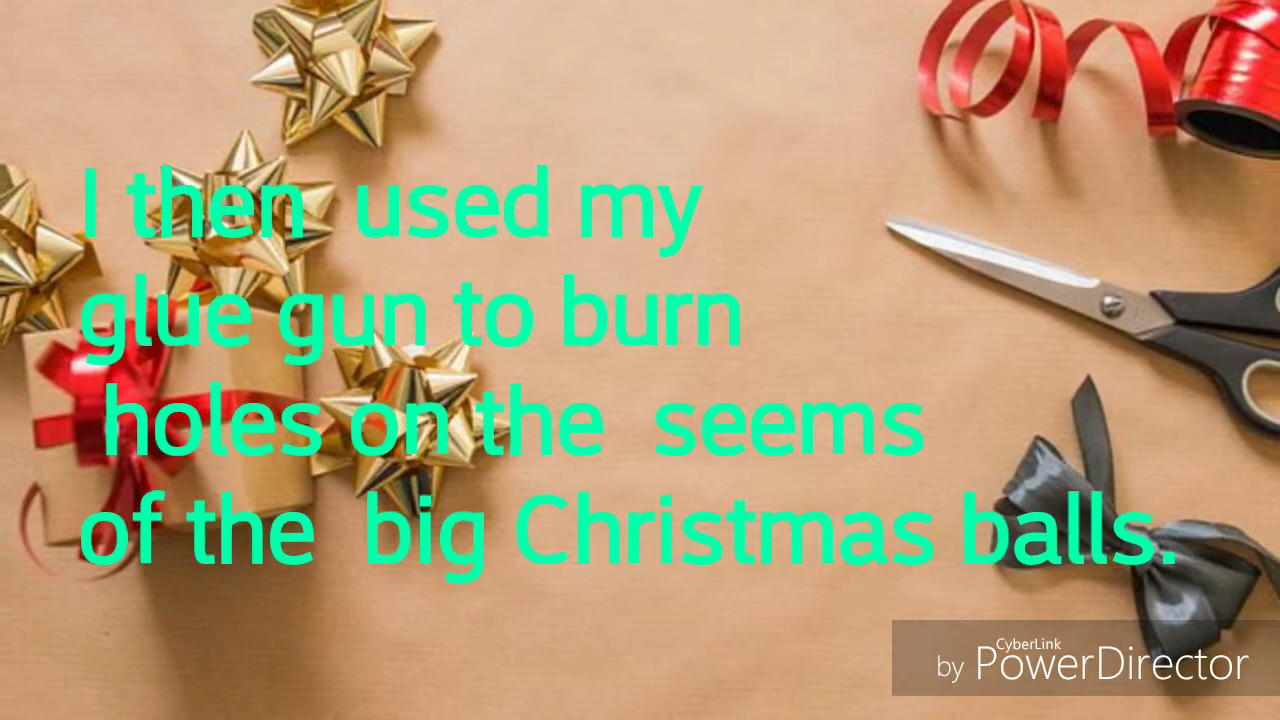 I then  used my
glue gun to burn
holes on the  seems
of the  big Christmas balls.
CyberLink
by PowerDirector